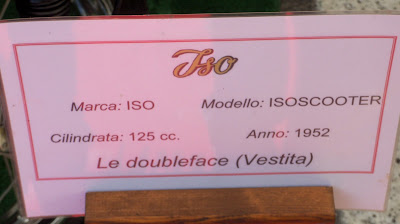 Iso
Marca: ISO Modello: ISOSCOOTER
Cilindrata: 125 cc. Anno: 1952
Le doubleface (Vestita)